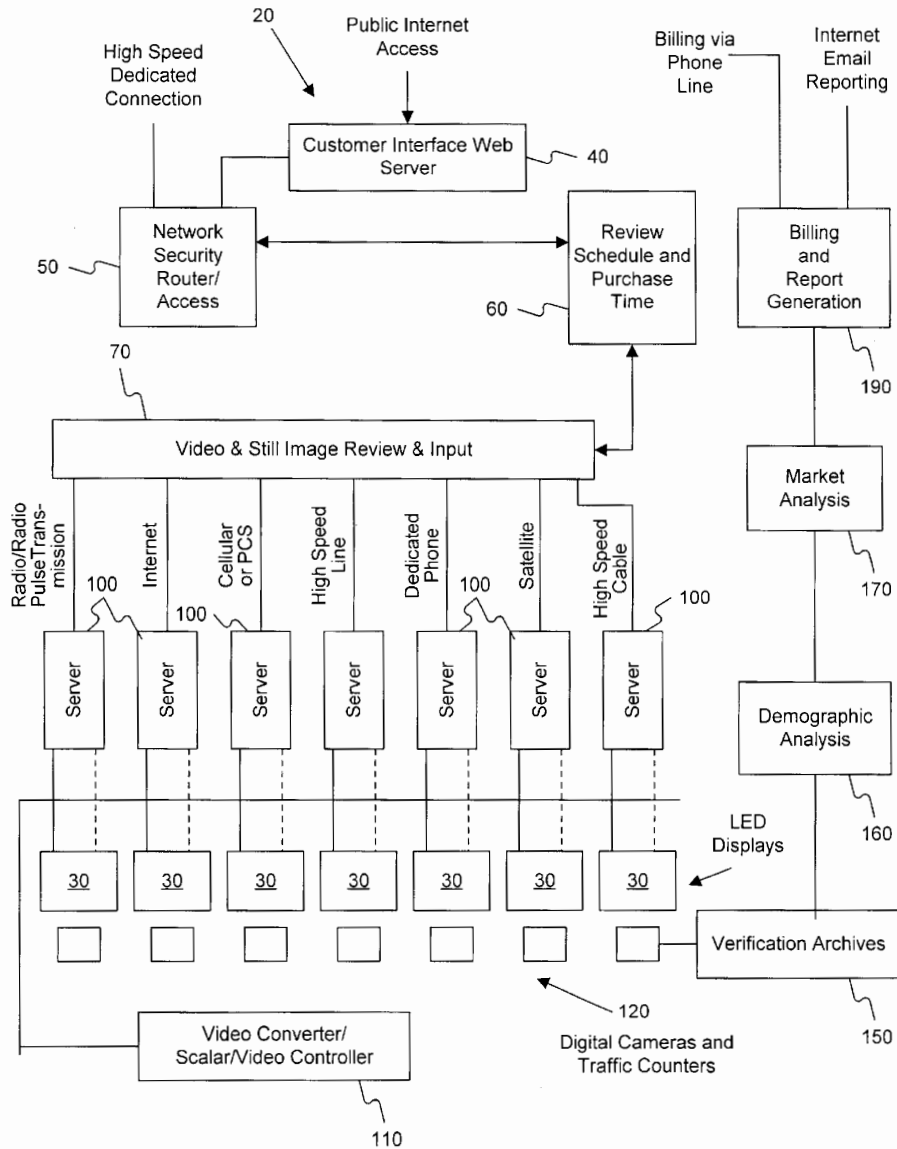 20
Public Internet
Access
High Speed
Dedicated
Connection
Billing via
Phone
Line
Internet
Email
Reporting
Customer Interface Web
Server
40
Network
Security
Router/
Access
50
Review
Schedule and
Purchase
Time
60
Billing
and
Report
Generation
190
70
Video & Still Image Review & Input
Market
Analysis
170
Radio/Radio
PulseTrans-
mission
Internet
Cellular
or PCS
High Speed
Line
Dedicated
Phone
Satellite
High Speed
Cable
100
100
100
100
Server
Server
Server
Server
Server
Server
Server
Demographic
Analysis
160
LED
Displays
30
30
30
30
30
30
30
Verification Archives
150
120
Digital Cameras and
Traffic Counters
Video Converter/
Scalar/Video Controller
110